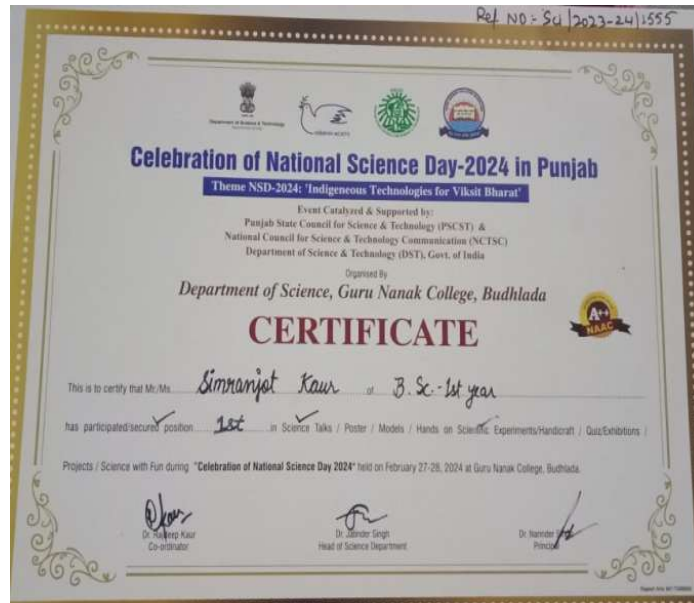 Ref NO:- Sci/2023-24/1555
Department of Science & Technology
Celebration of National Science Day-2024 in Punjab
Theme NSD-2024: 'Indigeneous Technologies for Viksit Bharat'
Event Catalyzed & Supported by:
Punjab State Council for Science & Technology (PSCST) &
National Council for Science & Technology Communication (NCTSC)
Department of Science & Technology (DST), Govt. of India
Organised By
Department of Science, Guru Nanak College, Budhlada
A++
NAAC
CERTIFICATE
This is to certify that Mr./Ms. Simranjot Kaur of B.Sc.-1st year
has participated/secured position 1st in Science Talks / Poster / Models / Hands on Scientific Experiments/Handicraft / Quiz/Exhibitions /
Projects / Science with Fun during "Celebration of National Science Day 2024" held on February 27-28, 2024 at Guru Nanak College, Budhlada.
Dr. Rajdeep Kaur
Co-ordinator
Dr. Jatinder Singh
Head of Science Department
Dr. Narinder
Principal